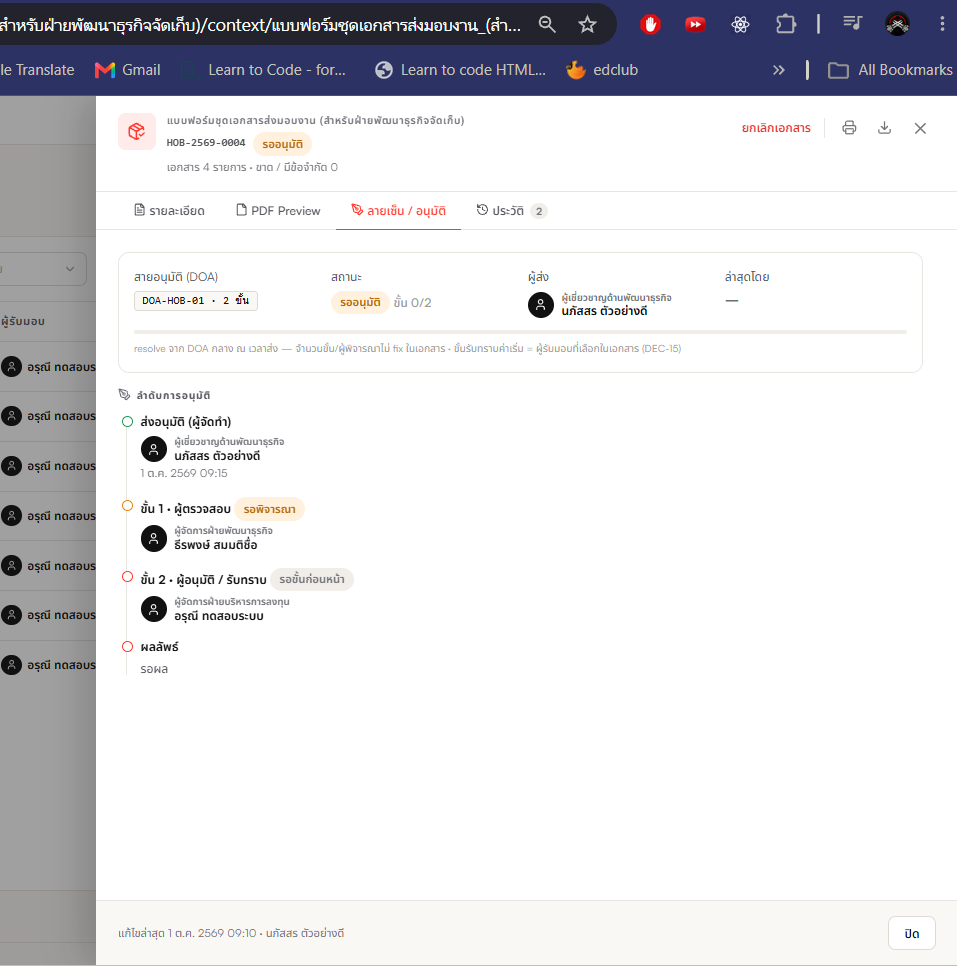 สำหรับฝ่ายพัฒนาธุรกิจจัดเก็บ)/context/แบบฟอร์มชุดเอกสารส่งมอบงาน_(สำ...
le Translate
Gmail
Learn to Code - for...
Learn to code HTML...
edclub
All Bookmarks
แบบฟอร์มชุดเอกสารส่งมอบงาน (สำหรับฝ่ายพัฒนาธุรกิจจัดเก็บ)
HOB-2569-0004 รออนุมัติ
เอกสาร 4 รายการ · ขาด / มีข้อจำกัด 0
ยกเลิกเอกสาร
รายละเอียด
PDF Preview
ลายเซ็น / อนุมัติ
ประวัติ 2
ผู้รับมอบ
อรุณี ทดสอบร
อรุณี ทดสอบร
อรุณี ทดสอบร
อรุณี ทดสอบร
อรุณี ทดสอบร
อรุณี ทดสอบร
อรุณี ทดสอบร
สายอนุมัติ (DOA)
DOA-HOB-01 · 2 ขั้น
สถานะ
รออนุมัติ ขั้น 0/2
ผู้ส่ง
ผู้เชี่ยวชาญด้านพัฒนาธุรกิจ
นภัสสร ตัวอย่างดี
ล่าสุดโดย
—
resolve จาก DOA กลาง ณ เวลาส่ง — จำนวนขั้น/ผู้พิจารณาไม่ fix ในเอกสาร · ขั้นรับทราบค่าเริ่ม = ผู้รับมอบที่เลือกในเอกสาร (DEC-15)
ลำดับการอนุมัติ
ส่งอนุมัติ (ผู้จัดทำ)
ผู้เชี่ยวชาญด้านพัฒนาธุรกิจ
นภัสสร ตัวอย่างดี
1 ต.ค. 2569 09:15
ขั้น 1 · ผู้ตรวจสอบ รอพิจารณา
ผู้จัดการฝ่ายพัฒนาธุรกิจ
ธีรพงษ์ สมมติชื่อ
ขั้น 2 · ผู้อนุมัติ / รับทราบ รอขั้นก่อนหน้า
ผู้จัดการฝ่ายบริหารการลงทุน
อรุณี ทดสอบระบบ
ผลลัพธ์
รอผล
แก้ไขล่าสุด 1 ต.ค. 2569 09:10 · นภัสสร ตัวอย่างดี
ปิด